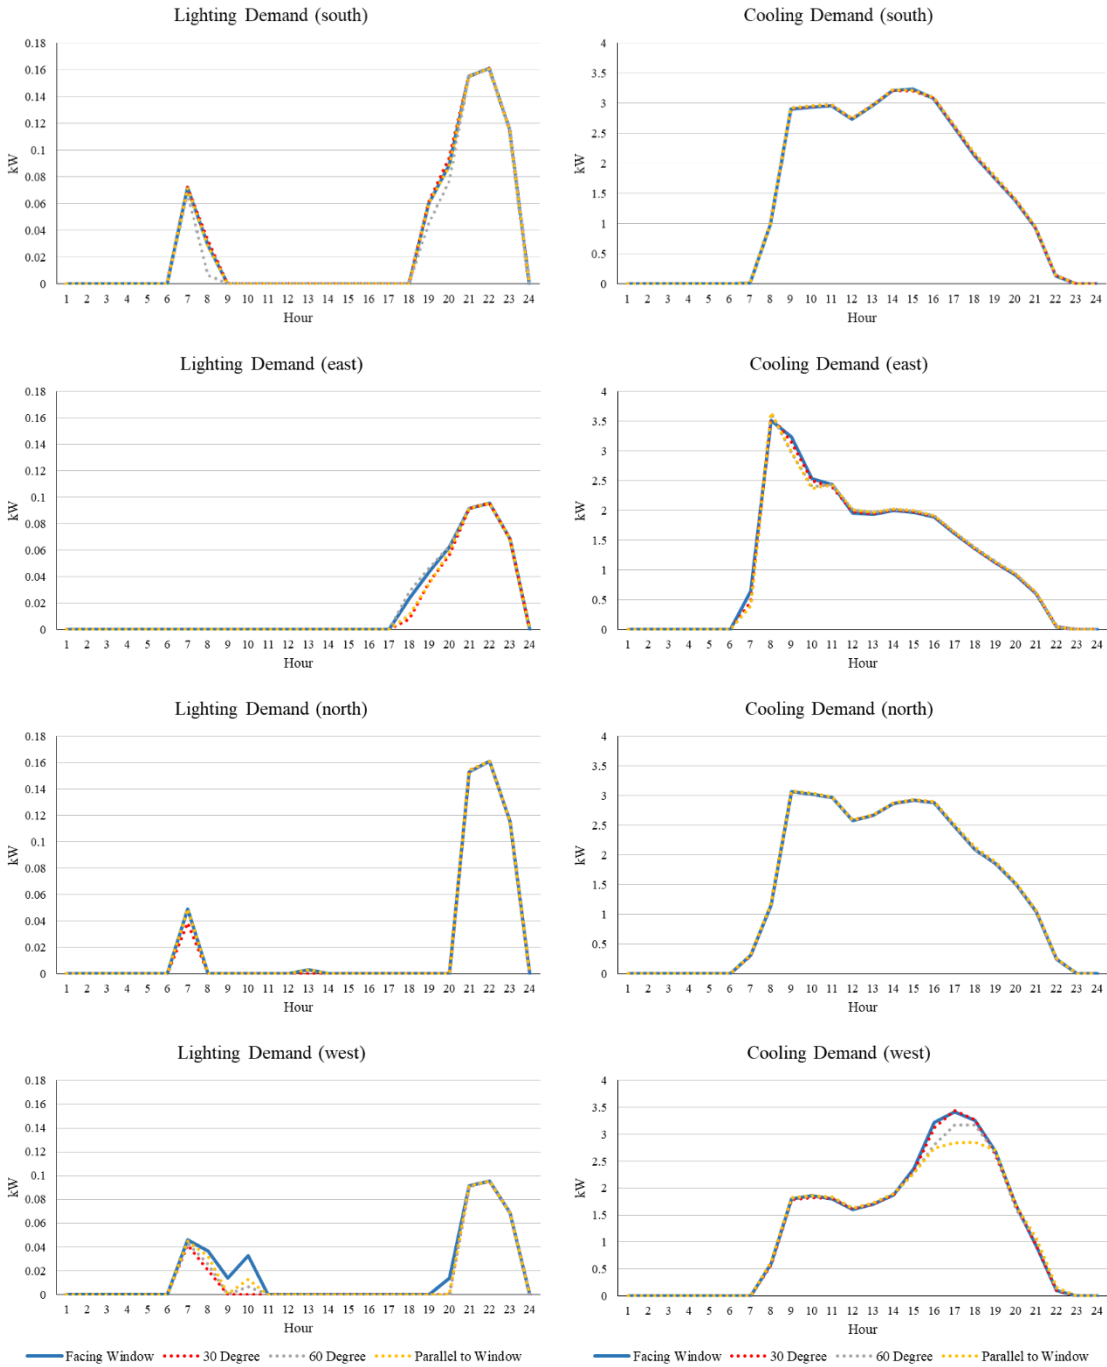 Lighting Demand (south)
0.18
0.16
0.14
0.12
0.1
0.08
0.06
0.04
0.02
0
kW
1 2 3 4 5 6 7 8 9 10 11 12 13 14 15 16 17 18 19 20 21 22 23 24
Hour
Cooling Demand (south)
4
3.5
3
2.5
2
1.5
1
0.5
0
kW
1 2 3 4 5 6 7 8 9 10 11 12 13 14 15 16 17 18 19 20 21 22 23 24
Hour
Lighting Demand (east)
0.18
0.16
0.14
0.12
0.1
0.08
0.06
0.04
0.02
0
kW
1 2 3 4 5 6 7 8 9 10 11 12 13 14 15 16 17 18 19 20 21 22 23 24
Hour
Cooling Demand (east)
4
3.5
3
2.5
2
1.5
1
0.5
0
kW
1 2 3 4 5 6 7 8 9 10 11 12 13 14 15 16 17 18 19 20 21 22 23 24
Hour
Lighting Demand (north)
0.18
0.16
0.14
0.12
0.1
0.08
0.06
0.04
0.02
0
kW
1 2 3 4 5 6 7 8 9 10 11 12 13 14 15 16 17 18 19 20 21 22 23 24
Hour
Cooling Demand (north)
4
3.5
3
2.5
2
1.5
1
0.5
0
kW
1 2 3 4 5 6 7 8 9 10 11 12 13 14 15 16 17 18 19 20 21 22 23 24
Hour
Lighting Demand (west)
0.18
0.16
0.14
0.12
0.1
0.08
0.06
0.04
0.02
0
kW
1 2 3 4 5 6 7 8 9 10 11 12 13 14 15 16 17 18 19 20 21 22 23 24
Hour
Facing Window 30 Degree 60 Degree Parallel to Window
Cooling Demand (west)
4
3.5
3
2.5
2
1.5
1
0.5
0
kW
1 2 3 4 5 6 7 8 9 10 11 12 13 14 15 16 17 18 19 20 21 22 23 24
Hour
Facing Window 30 Degree 60 Degree Parallel to Window